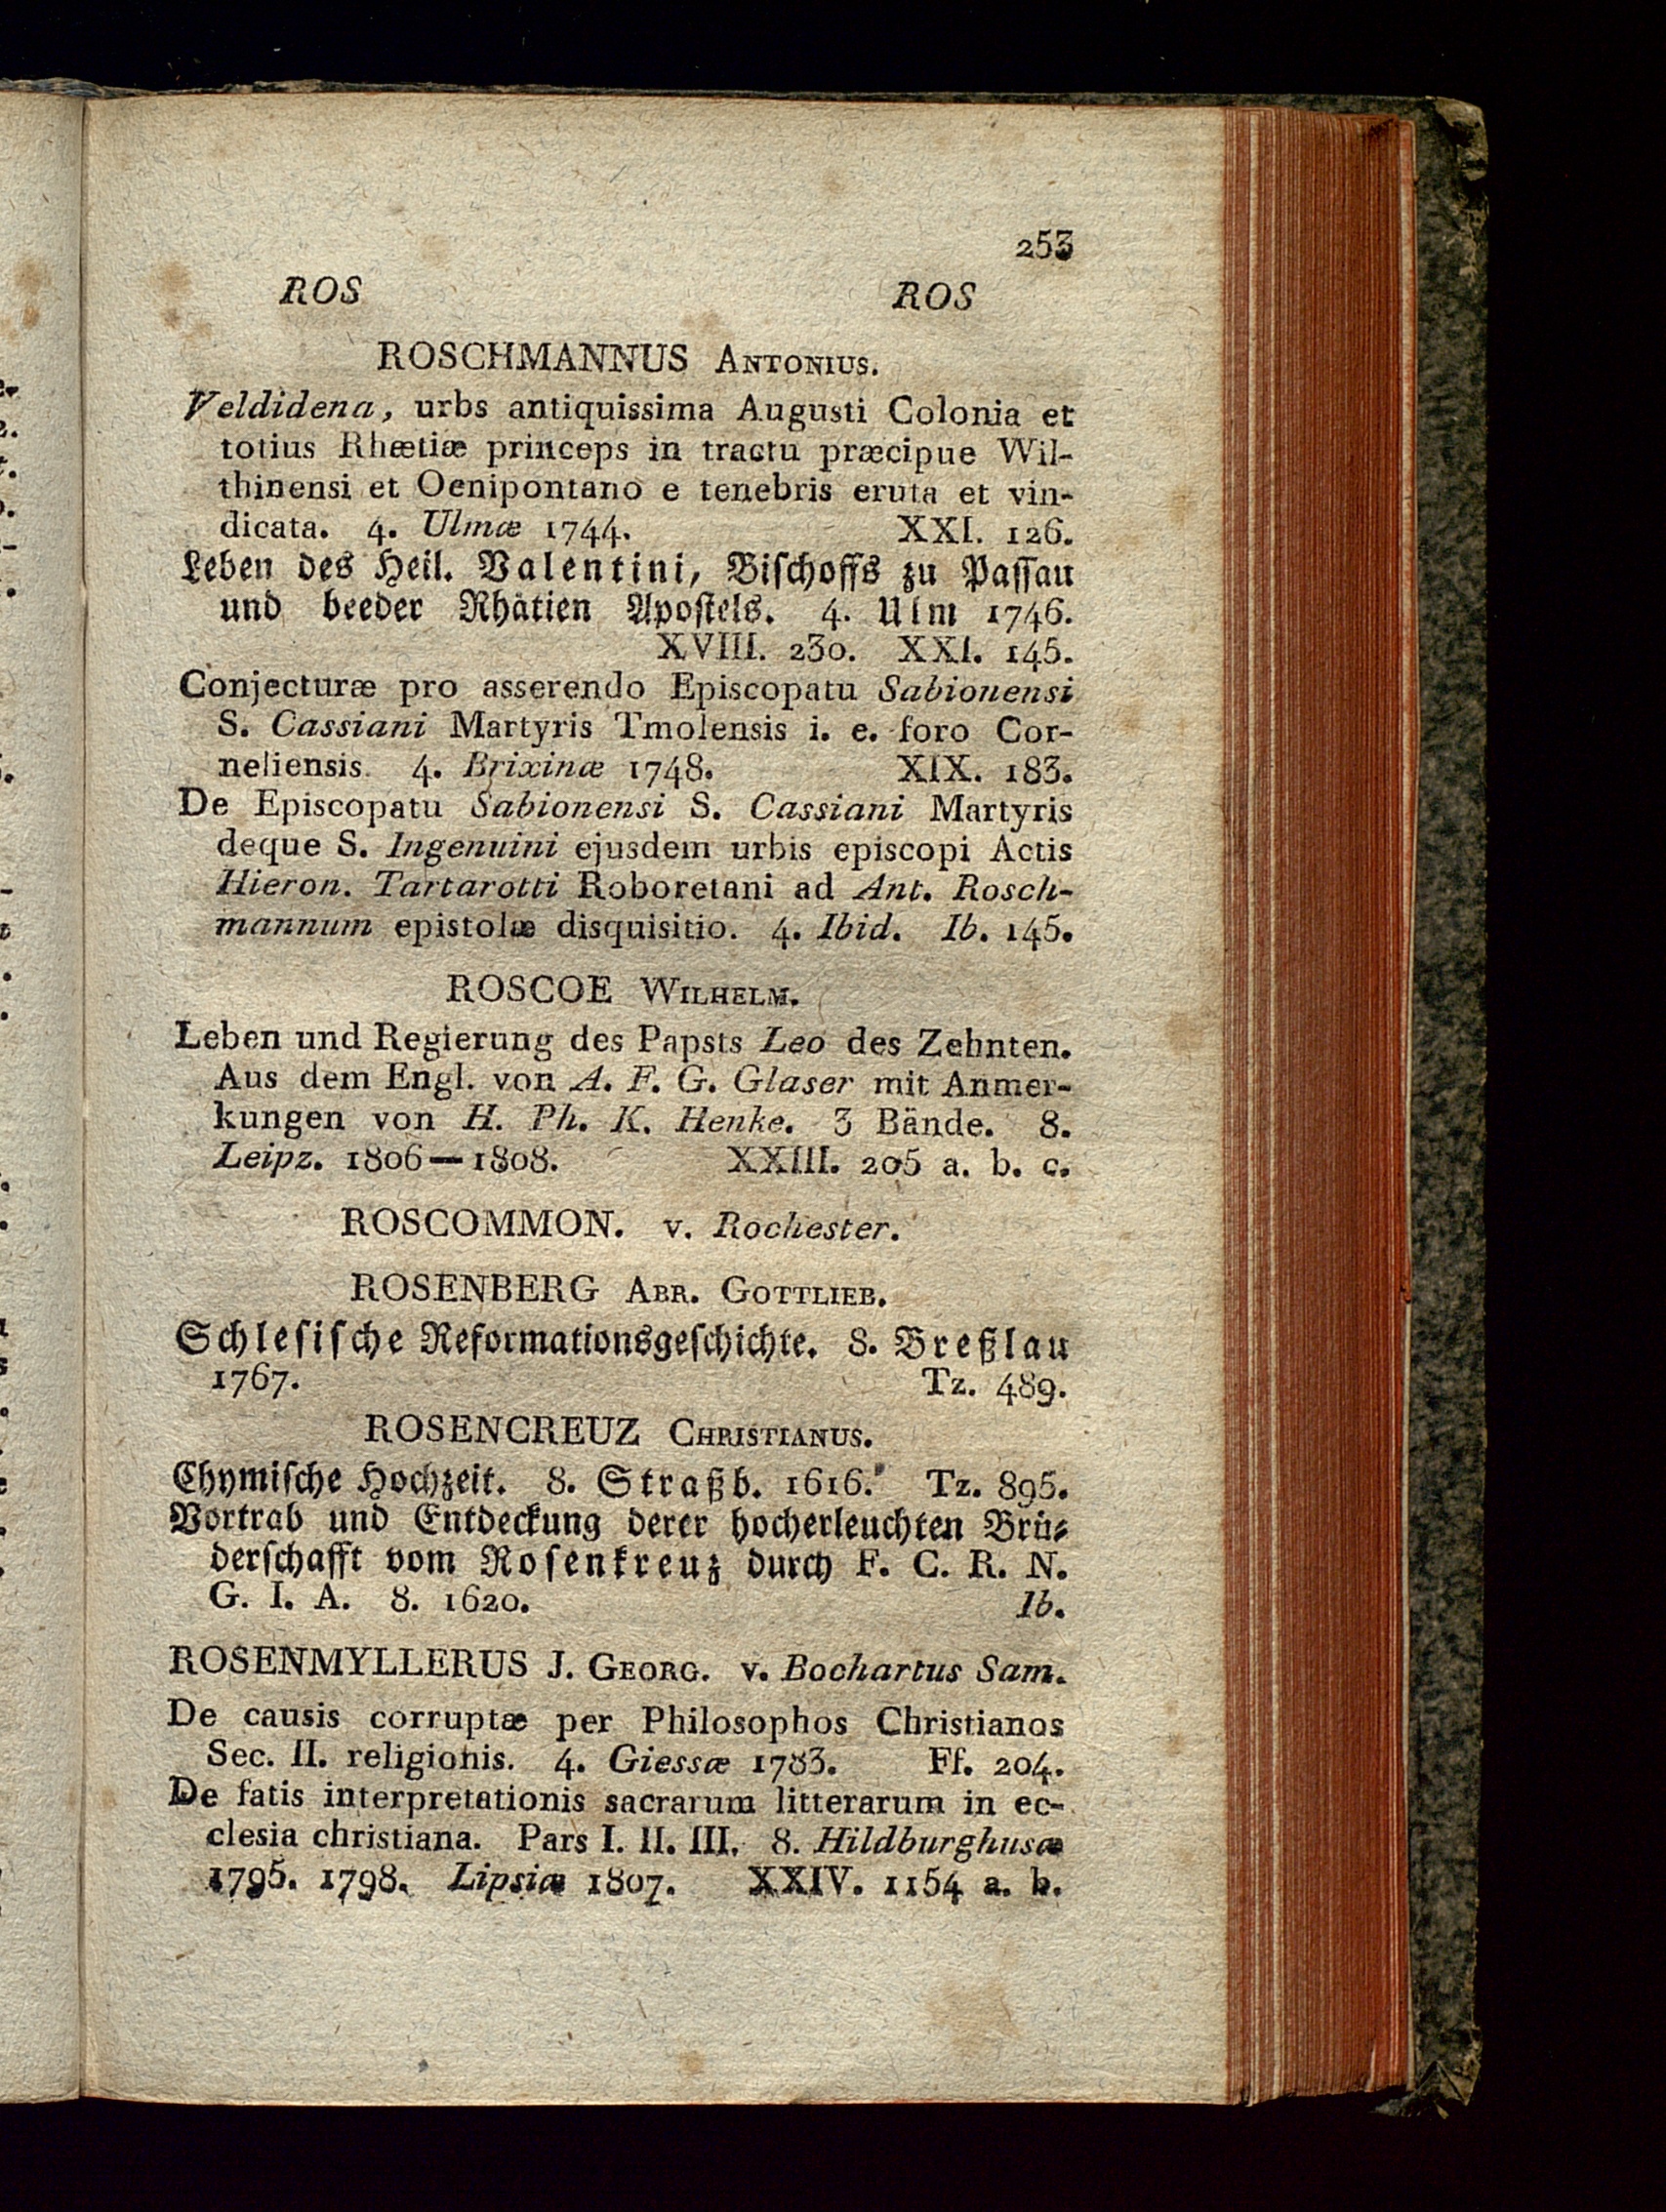 253
ROS ROS
ROSCHMANNUS ANTONIUS.
Veldidena, urbs antiquissima Augusti Colonia et
totius Rhætiæ princeps in tractu præcipue Wil-
thinensi et Oenipontano e tenebris eruta et vin-
dicata. 4. Ulmæ 1744. XXI. 126.
Leben des Heil. Valentini, Biſchoffs zu Paſſau
und beeder Rhätien Apoſtels. 4. Ulm 1746.
XVIII. 230. XXI. 145.
Conjecturæ pro asserendo Episcopatu Sabionensi
S. Cassiani Martyris Tmolensis i. e. foro Cor-
neliensis. 4. Brixinæ 1748. XIX. 183.
De Episcopatu Sabionensi S. Cassiani Martyris
deque S. Ingenuini ejusdem urbis episcopi Actis
Hieron. Tartarotti Roboretani ad Ant. Rosch-
mannum epistolæ disquisitio. 4. Ibid. Ib. 145.
ROSCOE WILHELM.
Leben und Regierung des Papsts Leo des Zehnten.
Aus dem Engl. von A. F. G. Glaser mit Anmer-
kungen von H. Ph. K. Henke. 3 Bände. 8.
Leipz. 1806—1808. XXIII. 205 a. b. c.
ROSCOMMON. v. Rochester.
ROSENBERG ABR. GOTTLIEB.
Schleſiſche Reformationsgeſchichte. 8. Breßlau
1767. Tz. 489.
ROSENCREUZ CHRISTIANUS.
Chymiſche Hochzeit. 8. Straßb. 1616. Tz. 895.
Vortrab und Entdeckung derer hocherleuchten Brü-
derſchafft vom Roſenkreuz durch F. C. R. N.
G. I. A. 8. 1620. Ib.
ROSENMYLLERUS J. GEORG. v. Bochartus Sam.
De causis corruptæ per Philosophos Christianos
Sec. II. religionis. 4. Giessæ 1783. Ff. 204.
De fatis interpretationis sacrarum litterarum in ec-
clesia christiana. Pars I. II. III. 8. Hildburghusæ
1795. 1798. Lipsiæ 1807. XXIV. 1154 a. b.